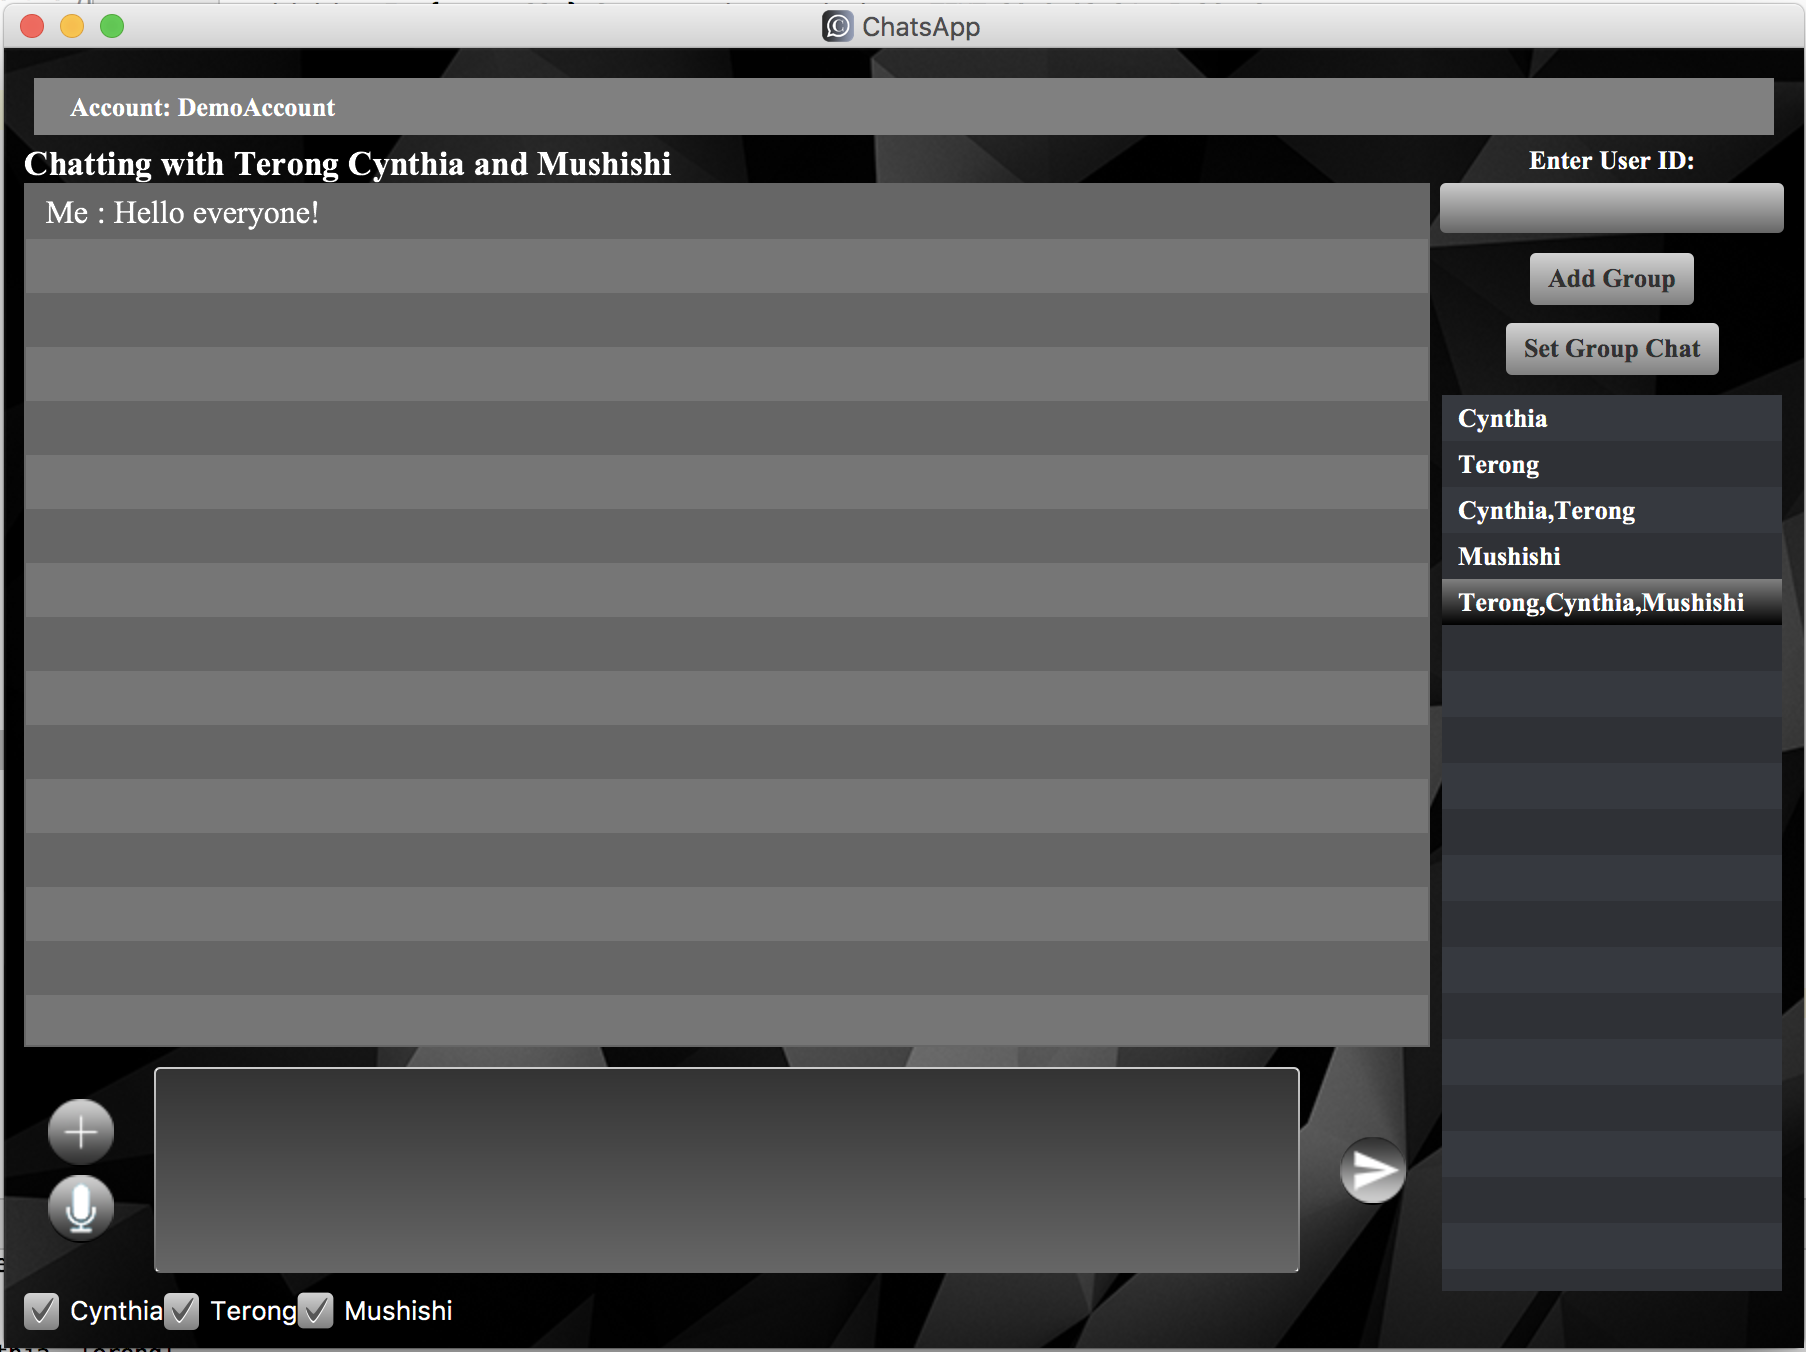 ChatsApp
Account: DemoAccount
Chatting with Terong Cynthia and Mushishi
Me : Hello everyone!
Enter User ID:
Add Group
Set Group Chat
Cynthia
Terong
Cynthia,Terong
Mushishi
Terong,Cynthia,Mushishi
Cynthia Terong Mushishi